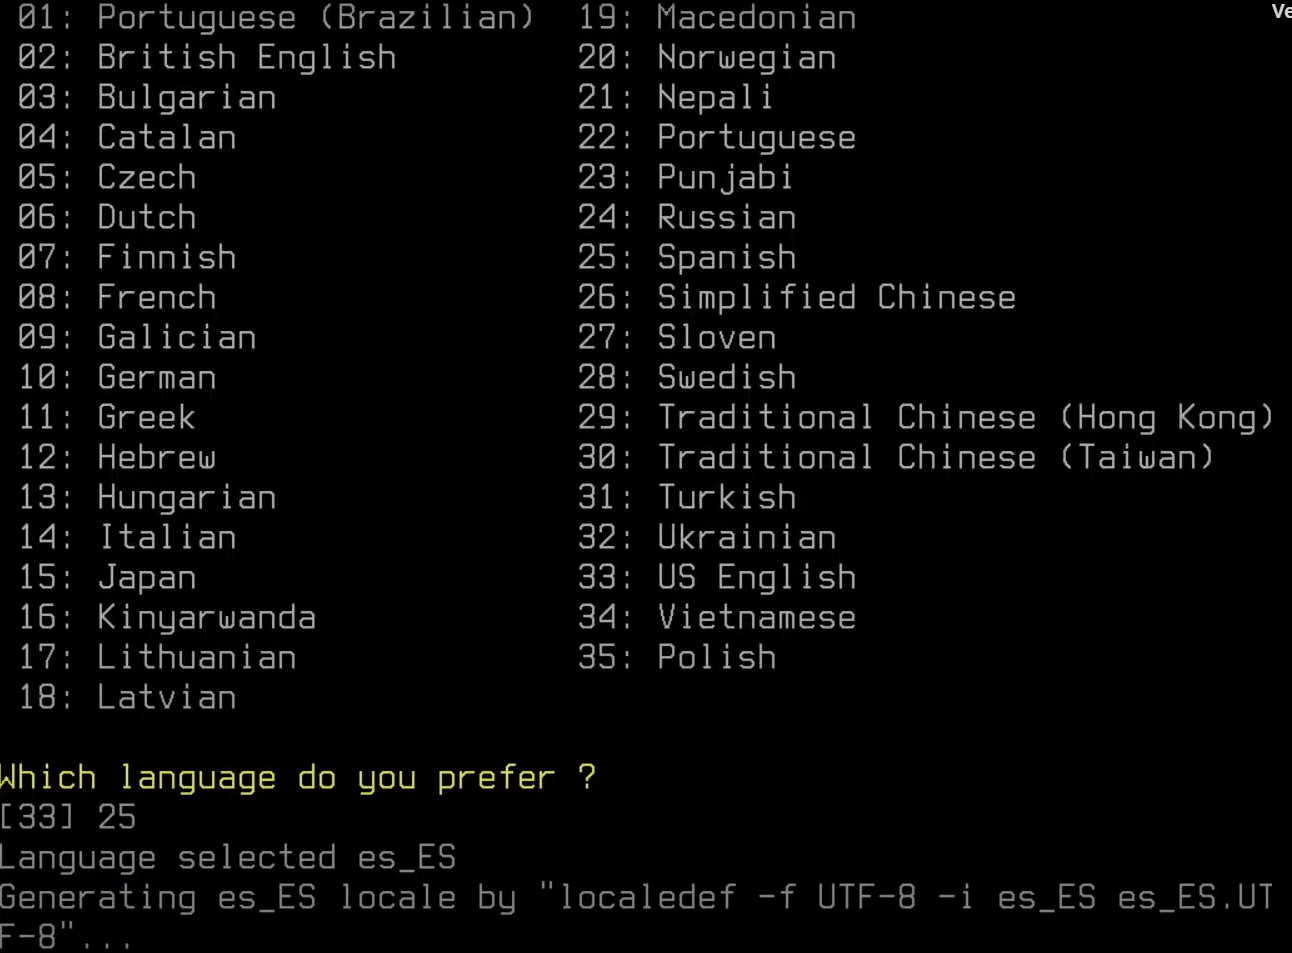 01: Portuguese (Brazilian)  19: Macedonian
02: British English         20: Norwegian
03: Bulgarian               21: Nepali
04: Catalan                 22: Portuguese
05: Czech                   23: Punjabi
06: Dutch                   24: Russian
07: Finnish                 25: Spanish
08: French                  26: Simplified Chinese
09: Galician                27: Sloven
10: German                  28: Swedish
11: Greek                   29: Traditional Chinese (Hong Kong)
12: Hebrew                  30: Traditional Chinese (Taiwan)
13: Hungarian               31: Turkish
14: Italian                 32: Ukrainian
15: Japan                   33: US English
16: Kinyarwanda             34: Vietnamese
17: Lithuanian              35: Polish
18: Latvian
Which language do you prefer ?
[33] 25
Language selected es_ES
Generating es_ES locale by "localedef -f UTF-8 -i es_ES es_ES.UT
F-8"...